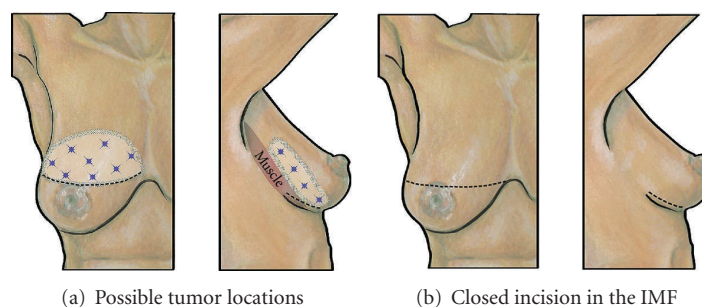 Muscle
(a) Possible tumor locations
(b) Closed incision in the IMF